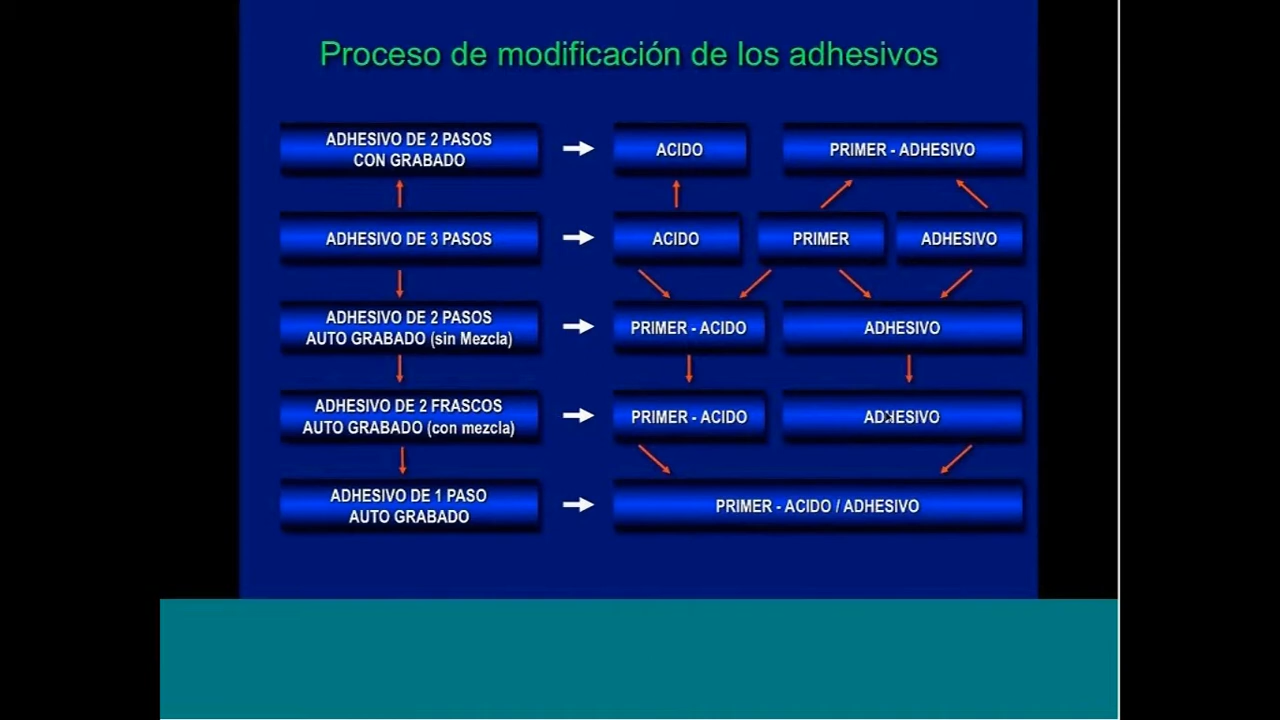 Proceso de modificación de los adhesivos
ADHESIVO DE 2 PASOS
CON GRABADO
ACIDO
PRIMER - ADHESIVO
ADHESIVO DE 3 PASOS
ACIDO
PRIMER
ADHESIVO
ADHESIVO DE 2 PASOS
AUTO GRABADO (sin Mezcla)
PRIMER - ACIDO
ADHESIVO
ADHESIVO DE 2 FRASCOS
AUTO GRABADO (con mezcla)
PRIMER - ACIDO
ADHESIVO
ADHESIVO DE 1 PASO
AUTO GRABADO
PRIMER - ACIDO / ADHESIVO